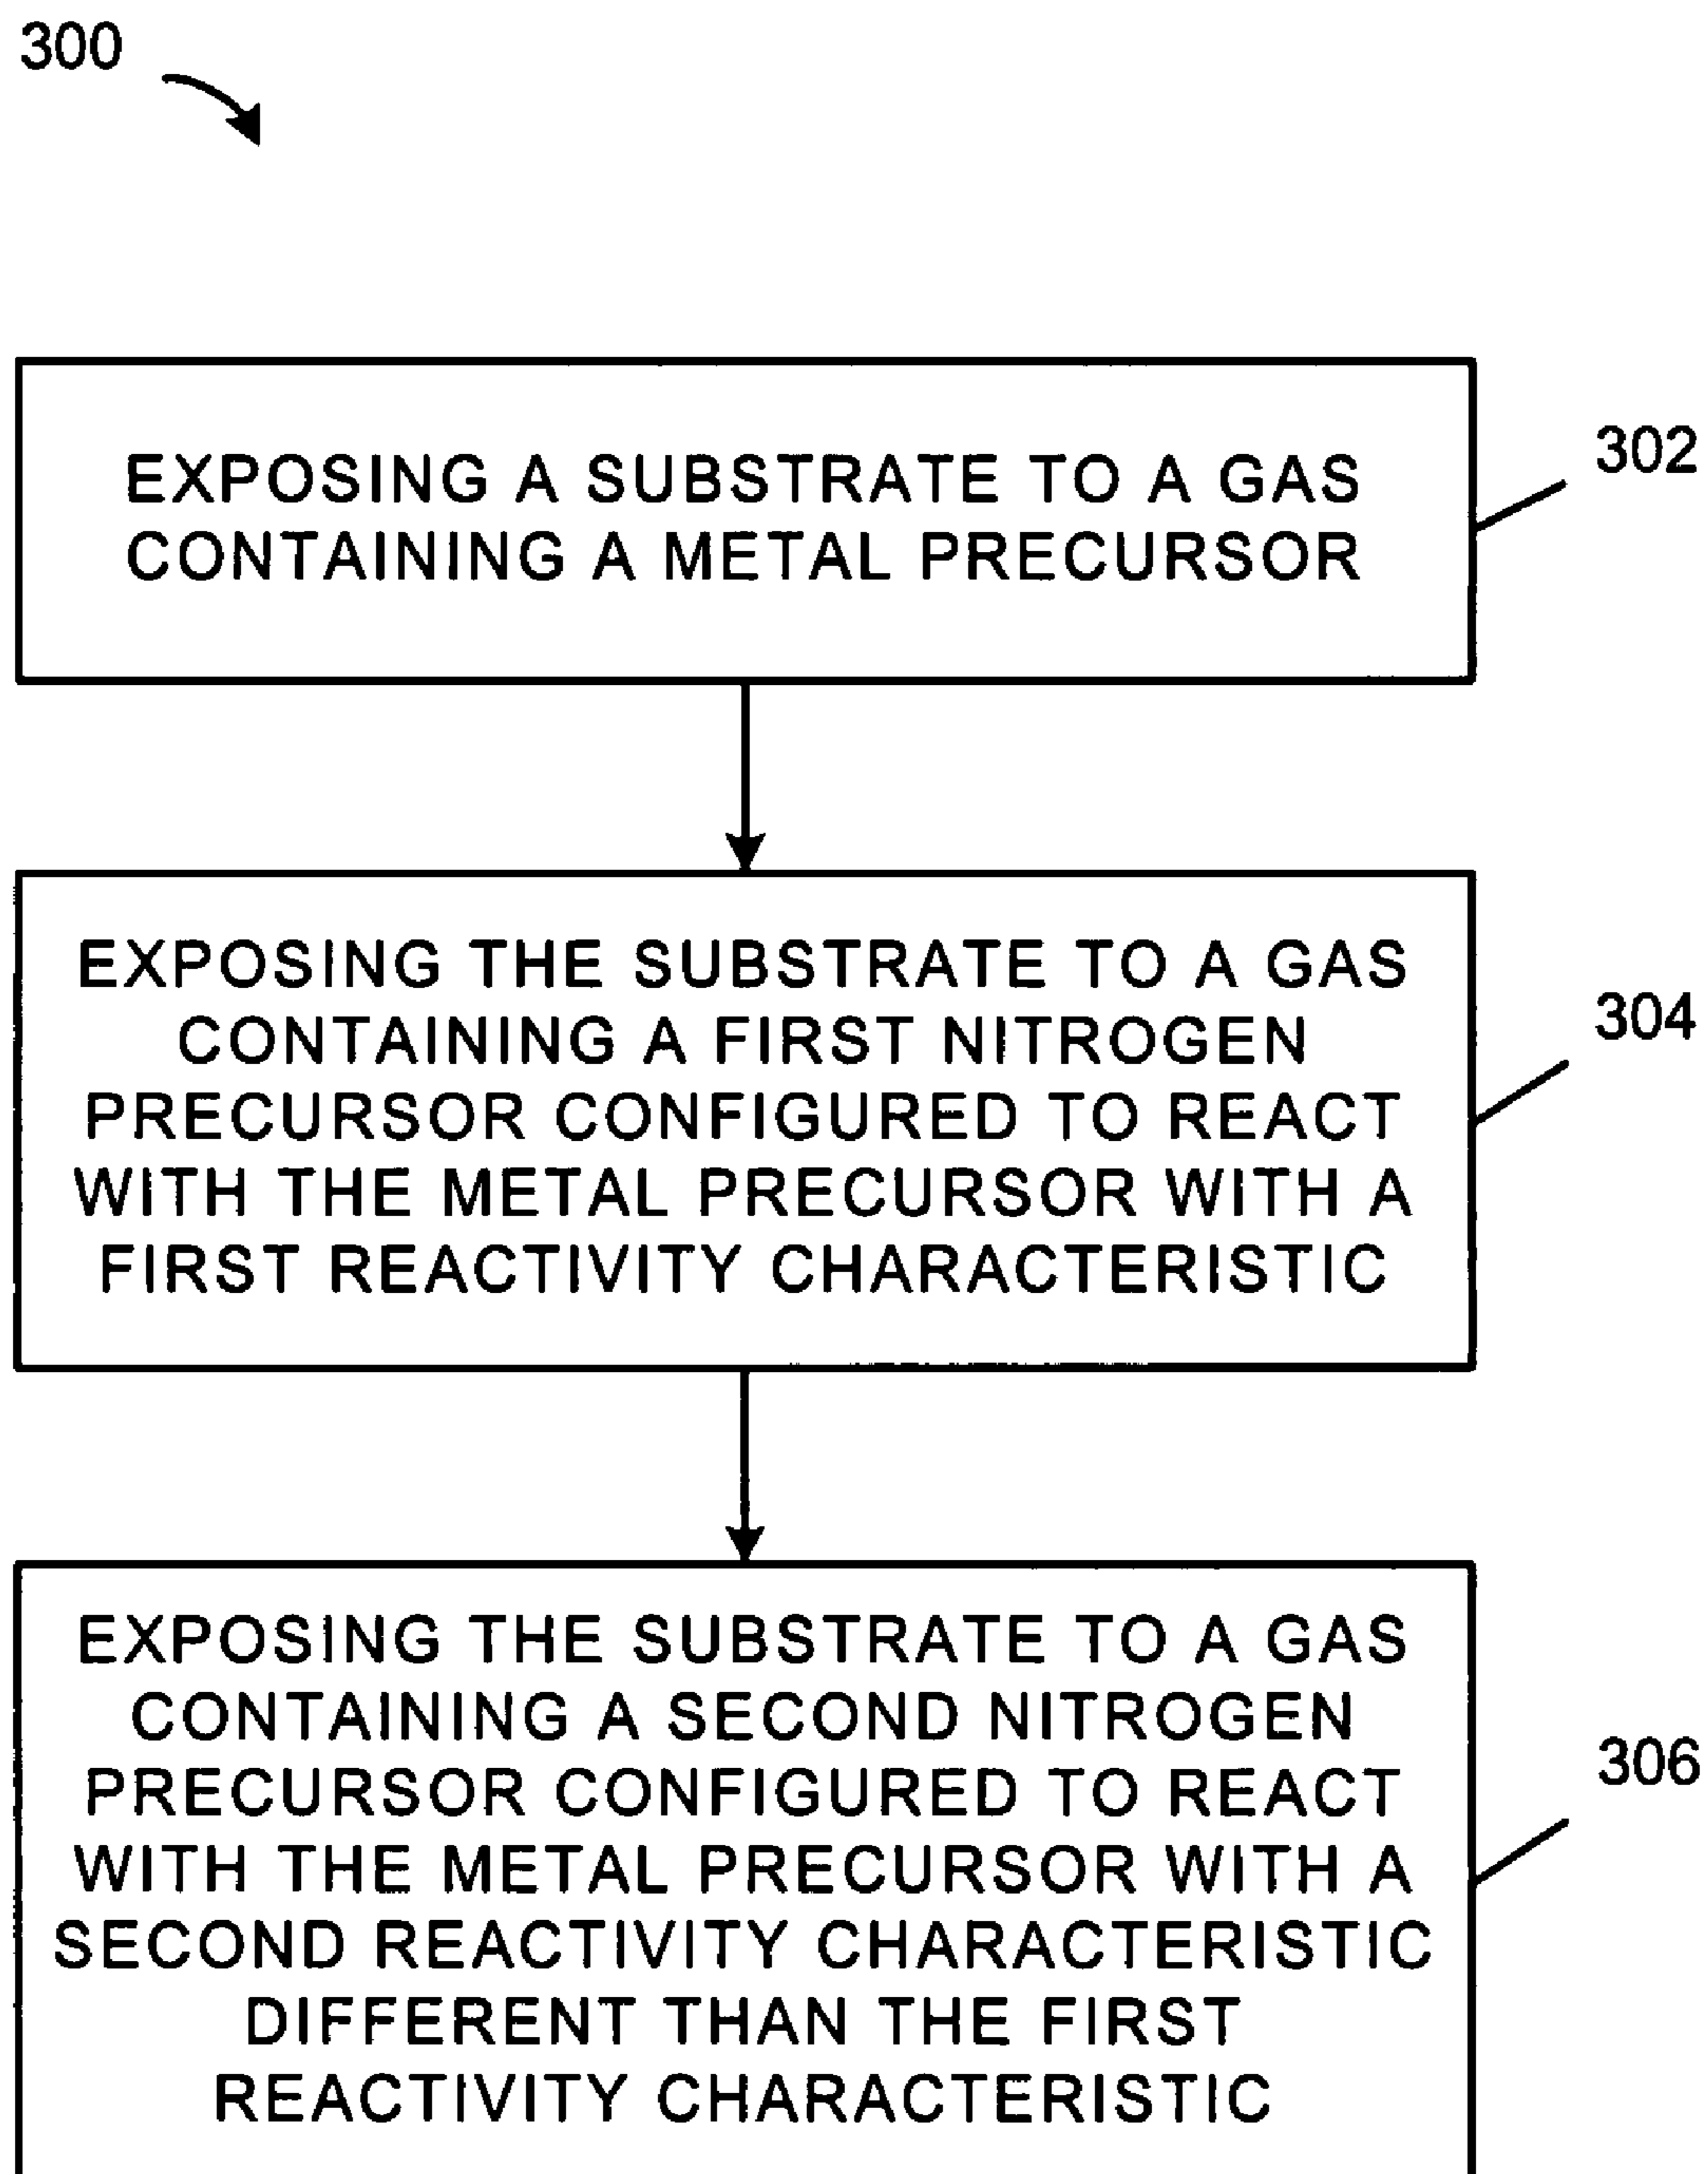 300
EXPOSING A SUBSTRATE TO A GAS
CONTAINING A METAL PRECURSOR
302
EXPOSING THE SUBSTRATE TO A GAS
CONTAINING A FIRST NITROGEN
PRECURSOR CONFIGURED TO REACT
WITH THE METAL PRECURSOR WITH A
FIRST REACTIVITY CHARACTERISTIC
304
EXPOSING THE SUBSTRATE TO A GAS
CONTAINING A SECOND NITROGEN
PRECURSOR CONFIGURED TO REACT
WITH THE METAL PRECURSOR WITH A
SECOND REACTIVITY CHARACTERISTIC
DIFFERENT THAN THE FIRST
REACTIVITY CHARACTERISTIC
306